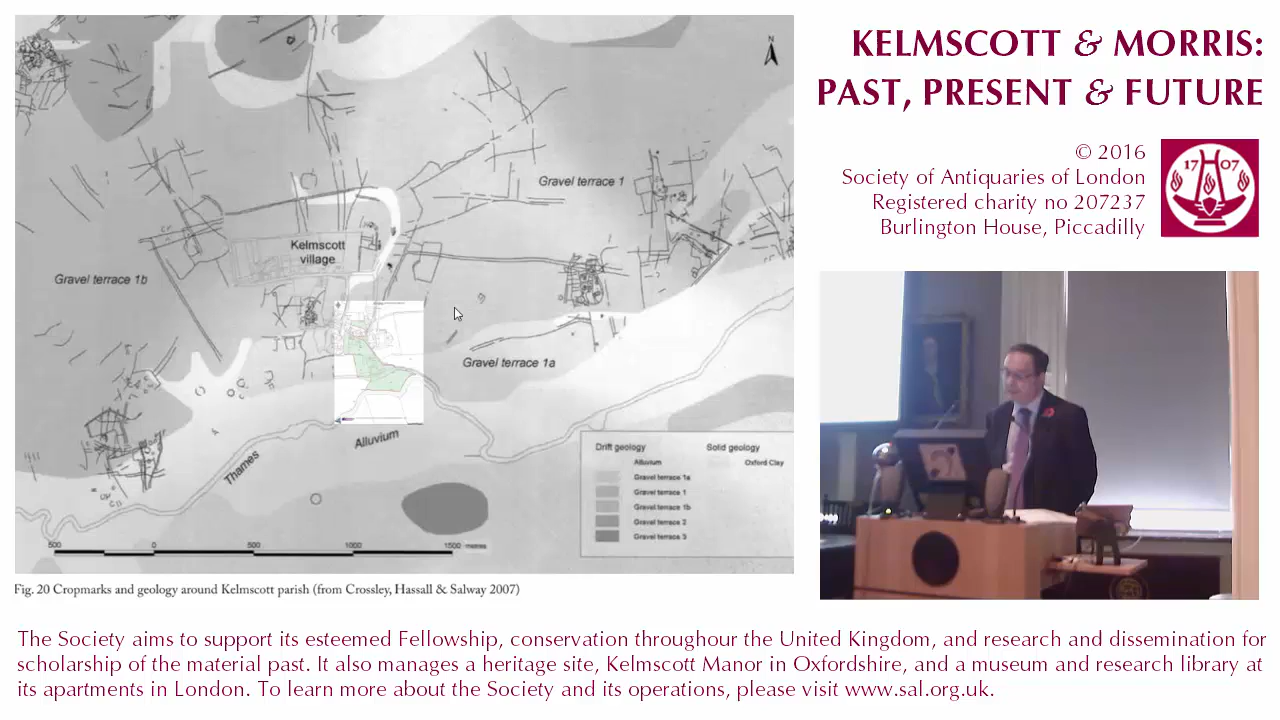 KELMSCOTT & MORRIS:
PAST, PRESENT & FUTURE
© 2016
Society of Antiquaries of London
Registered charity no 207237
Burlington House, Piccadilly
17 07
N
Gravel terrace 1
Kelmscott
village
Gravel terrace 1b
Gravel terrace 1a
Alluvium
Thames
Drift geology
Solid geology
Alluvium
Oxford Clay
Gravel terrace 1a
Gravel terrace 1
Gravel terrace 1b
Gravel terrace 2
Gravel terrace 3
500 0 500 1000 1500 metres
Fig. 20 Cropmarks and geology around Kelmscott parish (from Crossley, Hassall & Salway 2007)
The Society aims to support its esteemed Fellowship, conservation throughour the United Kingdom, and research and dissemination for
scholarship of the material past. It also manages a heritage site, Kelmscott Manor in Oxfordshire, and a museum and research library at
its apartments in London. To learn more about the Society and its operations, please visit www.sal.org.uk.